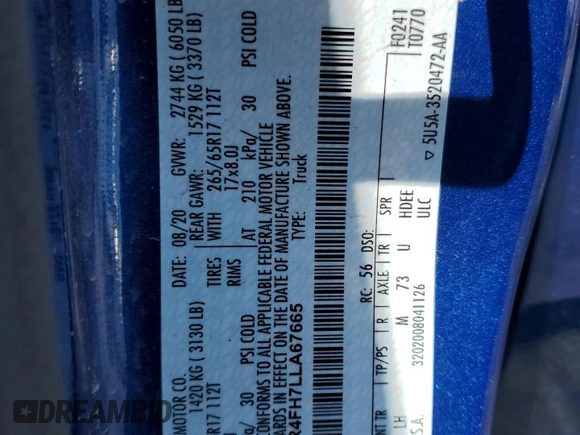 MOTOR CO. DATE: 08/20 GVWR: 2744 KG ( 6050 LB
1420 KG ( 3130 LB) REAR GAWR: 1529 KG ( 3370 LB)
R17 112T TIRES WITH 265/65R17 112T
RIMS 17x8.0J
30 PSI COLD AT 210 kPa/ 30 PSI COLD
CONFORMS TO ALL APPLICABLE FEDERAL MOTOR VEHICLE
ARDS IN EFFECT ON THE DATE OF MANUFACTURE SHOWN ABOVE.
R4FH7LLA67665 Truck
F0241
T0770
RC: 56 DSO:
NT TR TP/PS R AXLE TR SPR
LH M 73 U HDEE
S.A. 3202008041126 ULC
▽ 5U5A-3520472-AA
DREAMBID